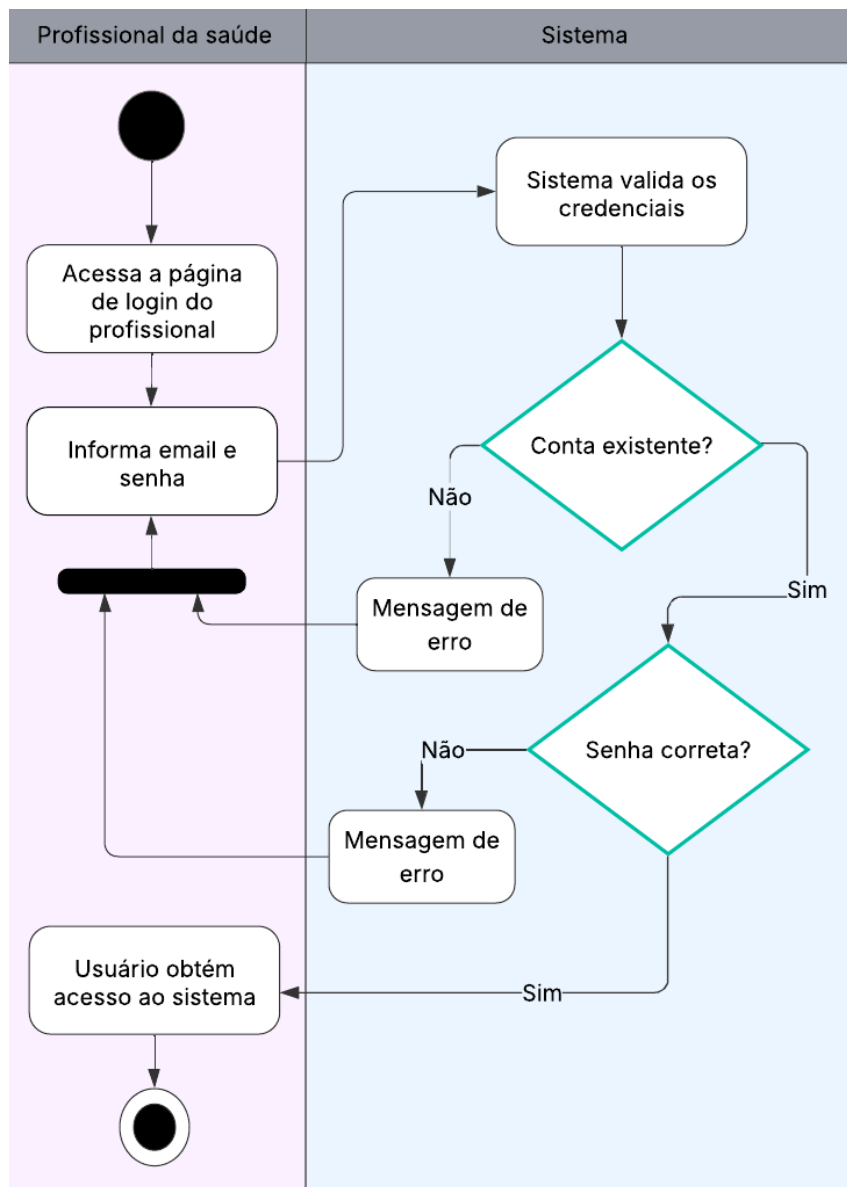 Profissional da saúde
Sistema
Sistema valida os
credenciais
Acessa a página
de login do
profissional
Informa email e
senha
Conta existente?
Não
Sim
Mensagem de
erro
Senha correta?
Não
Mensagem de
erro
Usuário obtém
acesso ao sistema
Sim